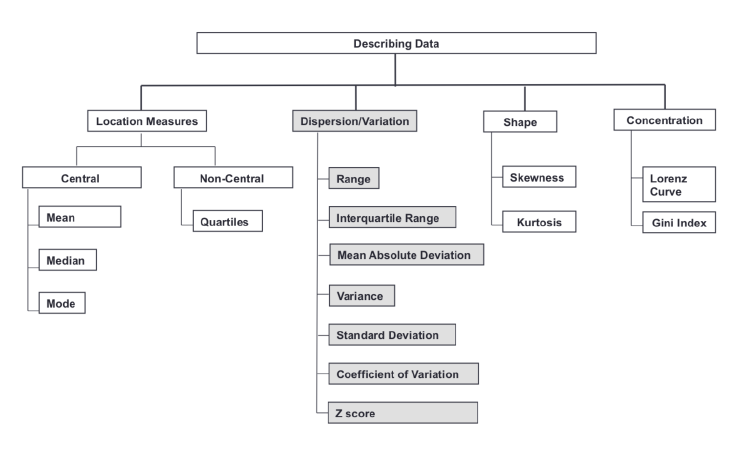 Describing Data
Location Measures
Dispersion/Variation
Shape
Concentration
Central
Non-Central
Mean
Median
Mode
Quartiles
Range
Interquartile Range
Mean Absolute Deviation
Variance
Standard Deviation
Coefficient of Variation
Z score
Skewness
Kurtosis
Lorenz
Curve
Gini Index